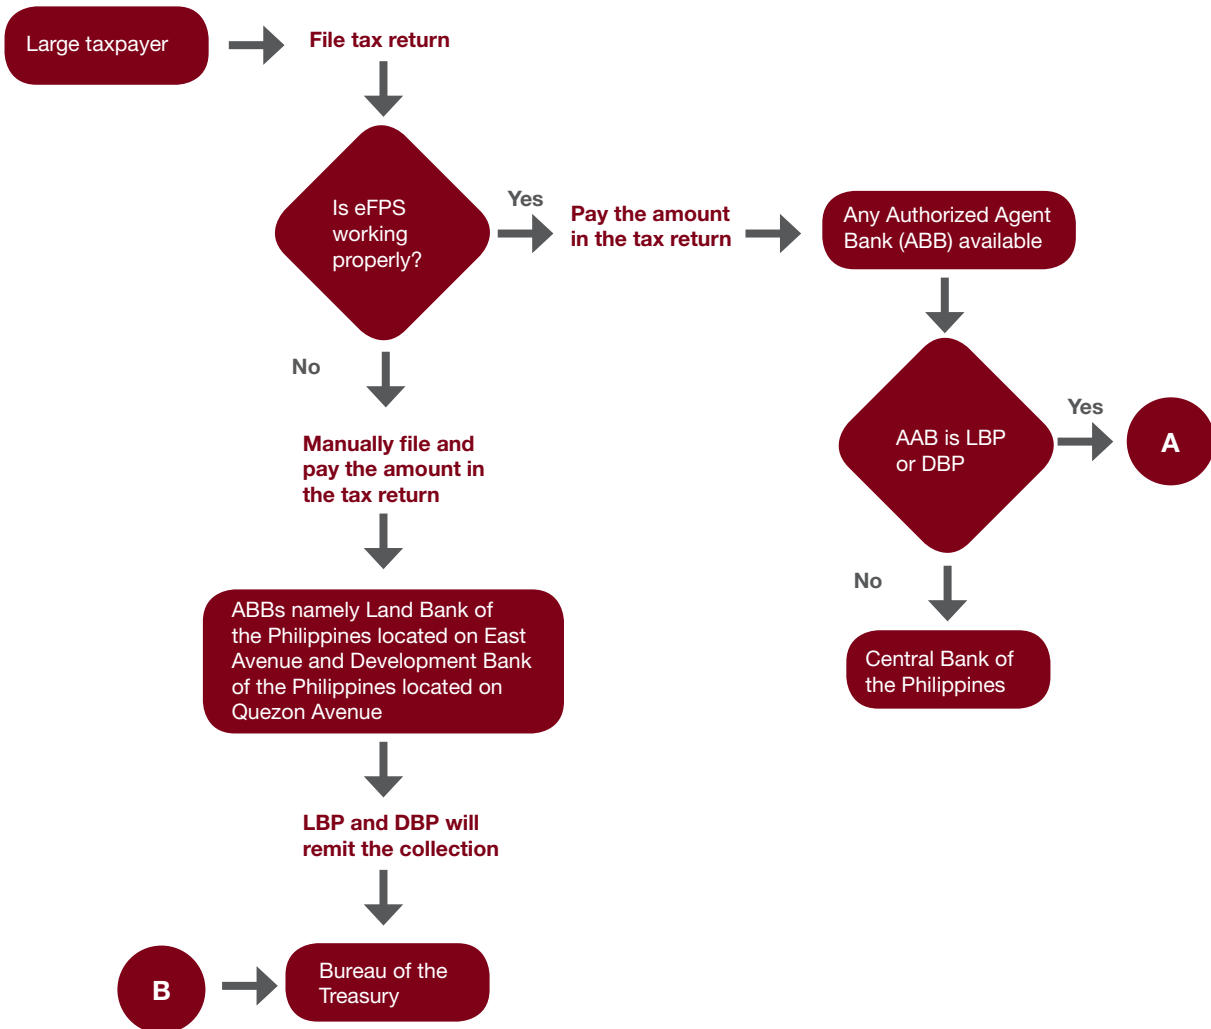 Large taxpayer
File tax return
Is eFPS
working
properly?
Yes
Pay the amount
in the tax return
Any Authorized Agent
Bank (ABB) available
No
Manually file and
pay the amount in
the tax return
AAB is LBP
or DBP
Yes
A
No
Central Bank of
the Philippines
ABBs namely Land Bank of
the Philippines located on East
Avenue and Development Bank
of the Philippines located on
Quezon Avenue
LBP and DBP will
remit the collection
B
Bureau of the
Treasury